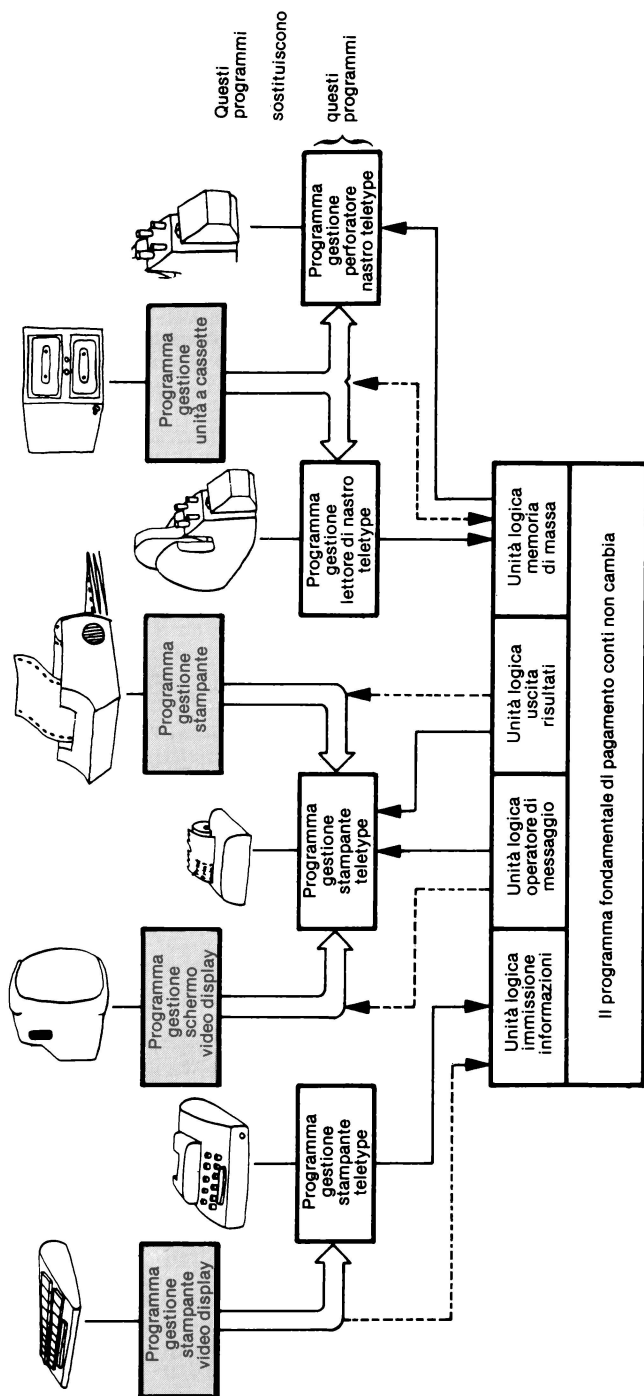 Questi
programmi
sostituiscono
questi
programmi
Programma
gestione
stampante
video display
Programma
gestione
schermo
video display
Programma
gestione
stampante
Programma
gestione
unità a cassette
Programma
gestione
stampante
teletype
Programma
gestione
stampante
teletype
Programma
gestione
lettore di nastro
teletype
Programma
gestione
perforatore
nastro teletype
Unità logica
immissione
informazioni
Unità logica
operatore di
messaggio
Unità logica
uscita
risultati
Unità logica
memoria
di massa
Il programma fondamentale di pagamento conti non cambia